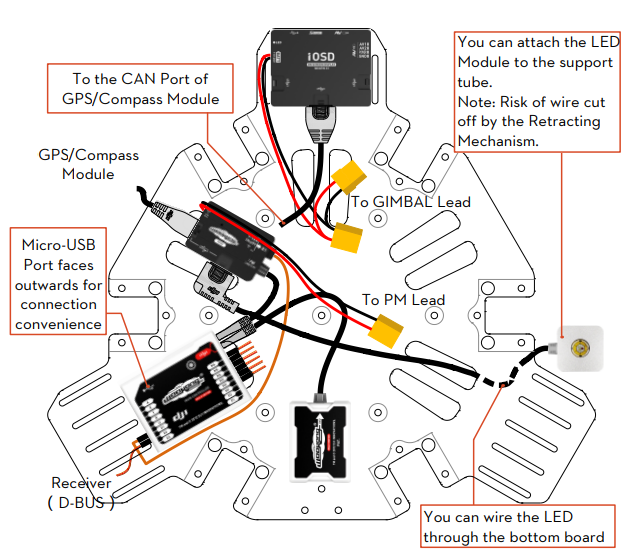 iOSD
You can attach the LED
Module to the support
tube.
Note: Risk of wire cut
off by the Retracting
Mechanism.
To the CAN Port of
GPS/Compass Module
GPS/Compass
Module
To GIMBAL Lead
Micro-USB
Port faces
outwards for
connection
convenience
To PM Lead
Receiver
( D-BUS )
You can wire the LED
through the bottom board